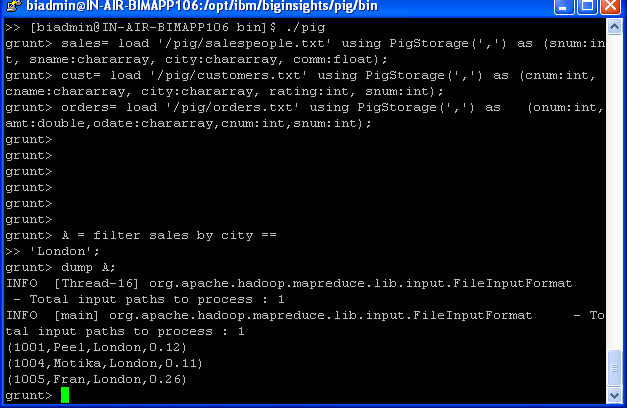 biadmin@IN-AIR-BIMAPP106:/opt/ibm/biginsights/pig/bin
>> [biadmin@IN-AIR-BIMAPP106 bin]$ ./pig
grunt> sales= load '/pig/salespeople.txt' using PigStorage(',') as (snum:in
t, sname:chararray, city:chararray, comm:float);
grunt> cust= load '/pig/customers.txt' using PigStorage(',') as (cnum:int,
cname:chararray, city:chararray, rating:int, snum:int);
grunt> orders= load '/pig/orders.txt' using PigStorage(',') as   (onum:int,
amt:double,odate:chararray,cnum:int,snum:int);
grunt>
grunt>
grunt>
grunt>
grunt>
grunt>
grunt> A = filter sales by city ==
>> 'London';
grunt> dump A;
INFO  [Thread-16] org.apache.hadoop.mapreduce.lib.input.FileInputFormat
 - Total input paths to process : 1
INFO  [main] org.apache.hadoop.mapreduce.lib.input.FileInputFormat     - To
tal input paths to process : 1
(1001,Peel,London,0.12)
(1004,Motika,London,0.11)
(1005,Fran,London,0.26)
grunt>